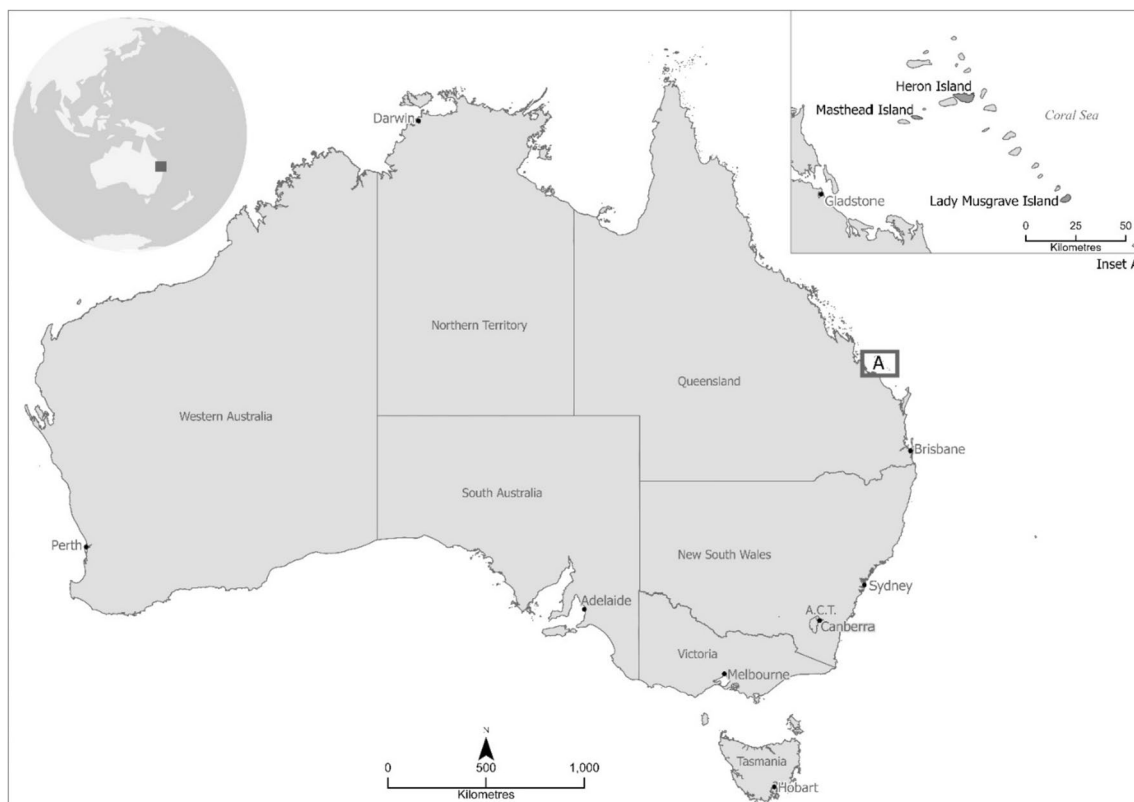 Heron Island
Masthead Island
Coral Sea
Gladstone
Lady Musgrave Island
0 25 50
Kilometres
Inset A
Darwin
Northern Territory
A
Queensland
Western Australia
Brisbane
South Australia
Perth
New South Wales
Sydney
Adelaide
A.C.T.
Canberra
Victoria
Melbourne
N
0 500 1,000
Kilometres
Tasmania
Hobart